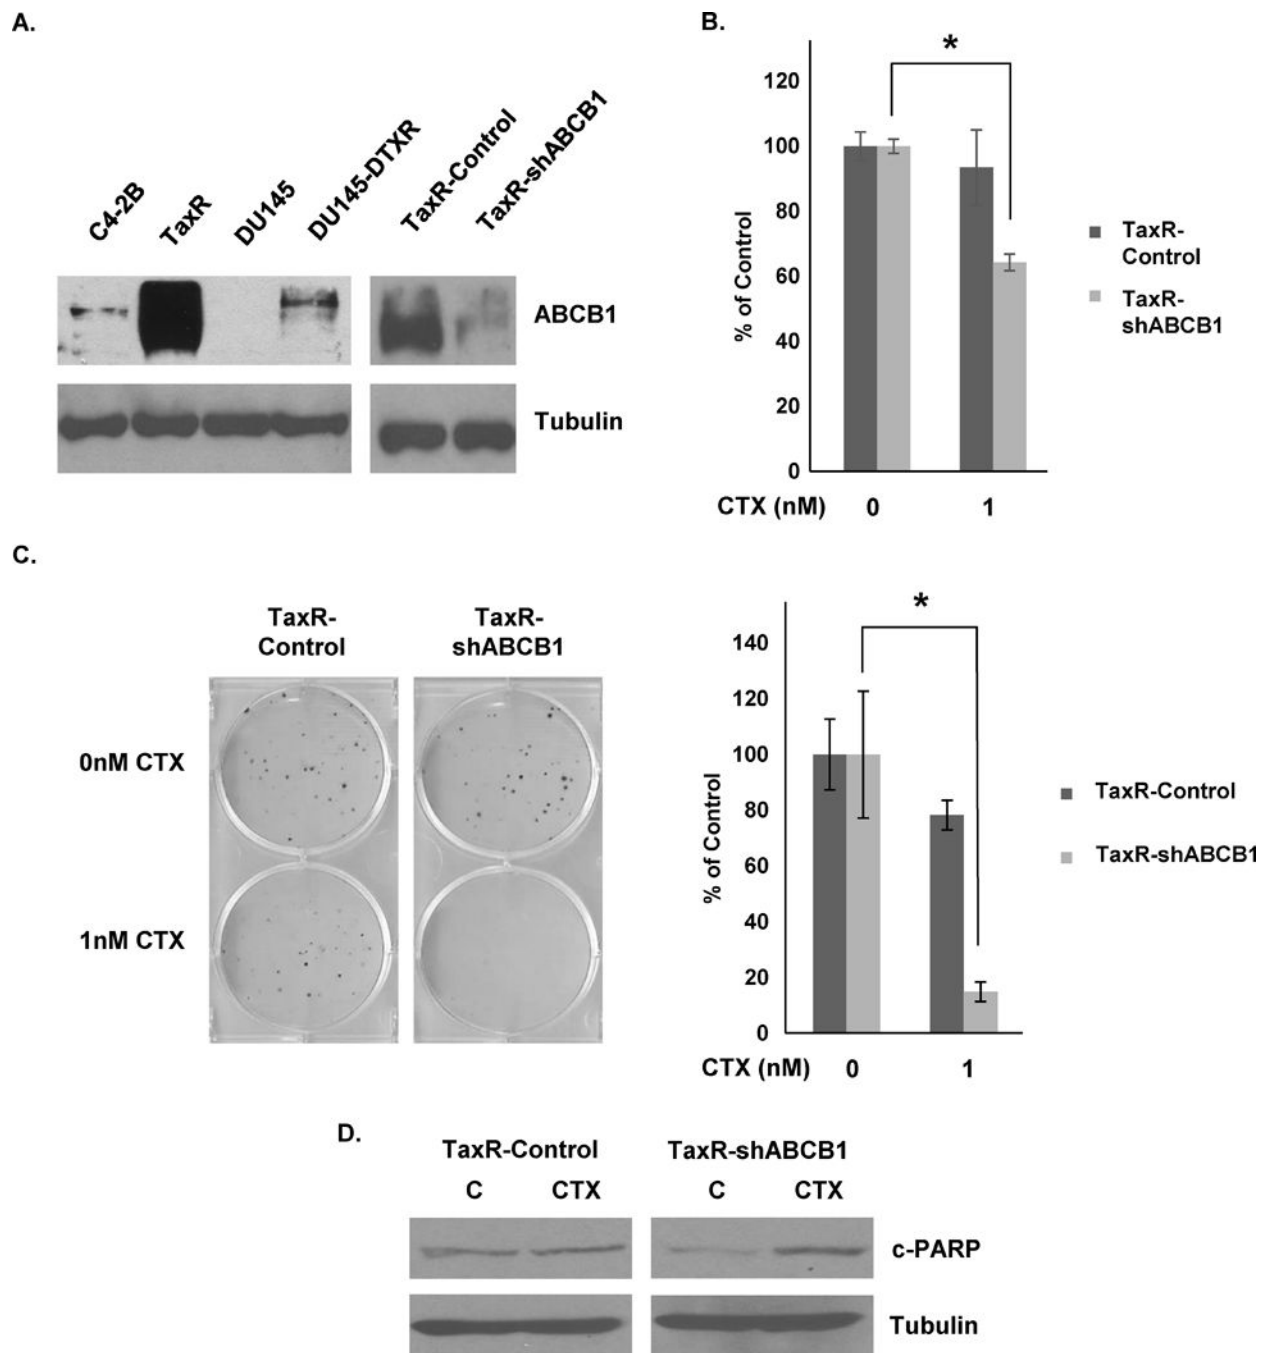 A.
C4-2B
TaxR
DU145
DU145-DTXR
TaxR-Control
TaxR-shABCB1
ABCB1
Tubulin
B.
*
120
100
80
60
40
20
0
% of Control
CTX (nM) 0 1
TaxR-
Control
TaxR-
shABCB1
C.
TaxR-
Control
TaxR-
shABCB1
0nM CTX
1nM CTX
*
140
120
100
80
60
40
20
0
% of Control
CTX (nM) 0 1
TaxR-Control
TaxR-shABCB1
D.
TaxR-Control TaxR-shABCB1
C CTX C CTX
c-PARP
Tubulin